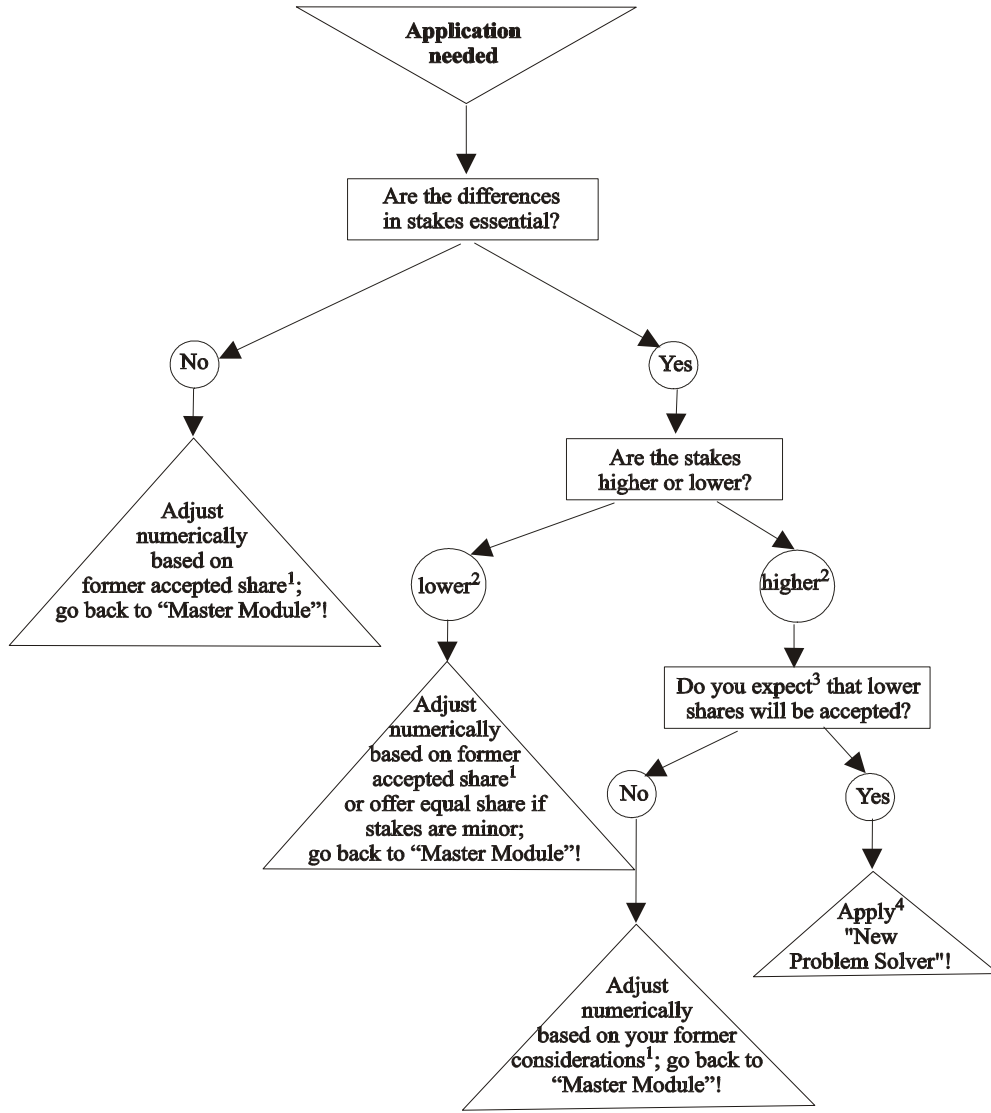 Application
needed
Are the differences
in stakes essential?
No
Yes
Adjust
numerically
based on
former accepted share¹;
go back to “Master Module”!
Are the stakes
higher or lower?
lower²
higher²
Adjust
numerically
based on former
accepted share¹
or offer equal share if
stakes are minor;
go back to “Master Module”!
Do you expect³ that lower
shares will be accepted?
No
Yes
Adjust
numerically
based on your former
considerations¹; go back to
“Master Module”!
Apply⁴
"New
Problem Solver"!